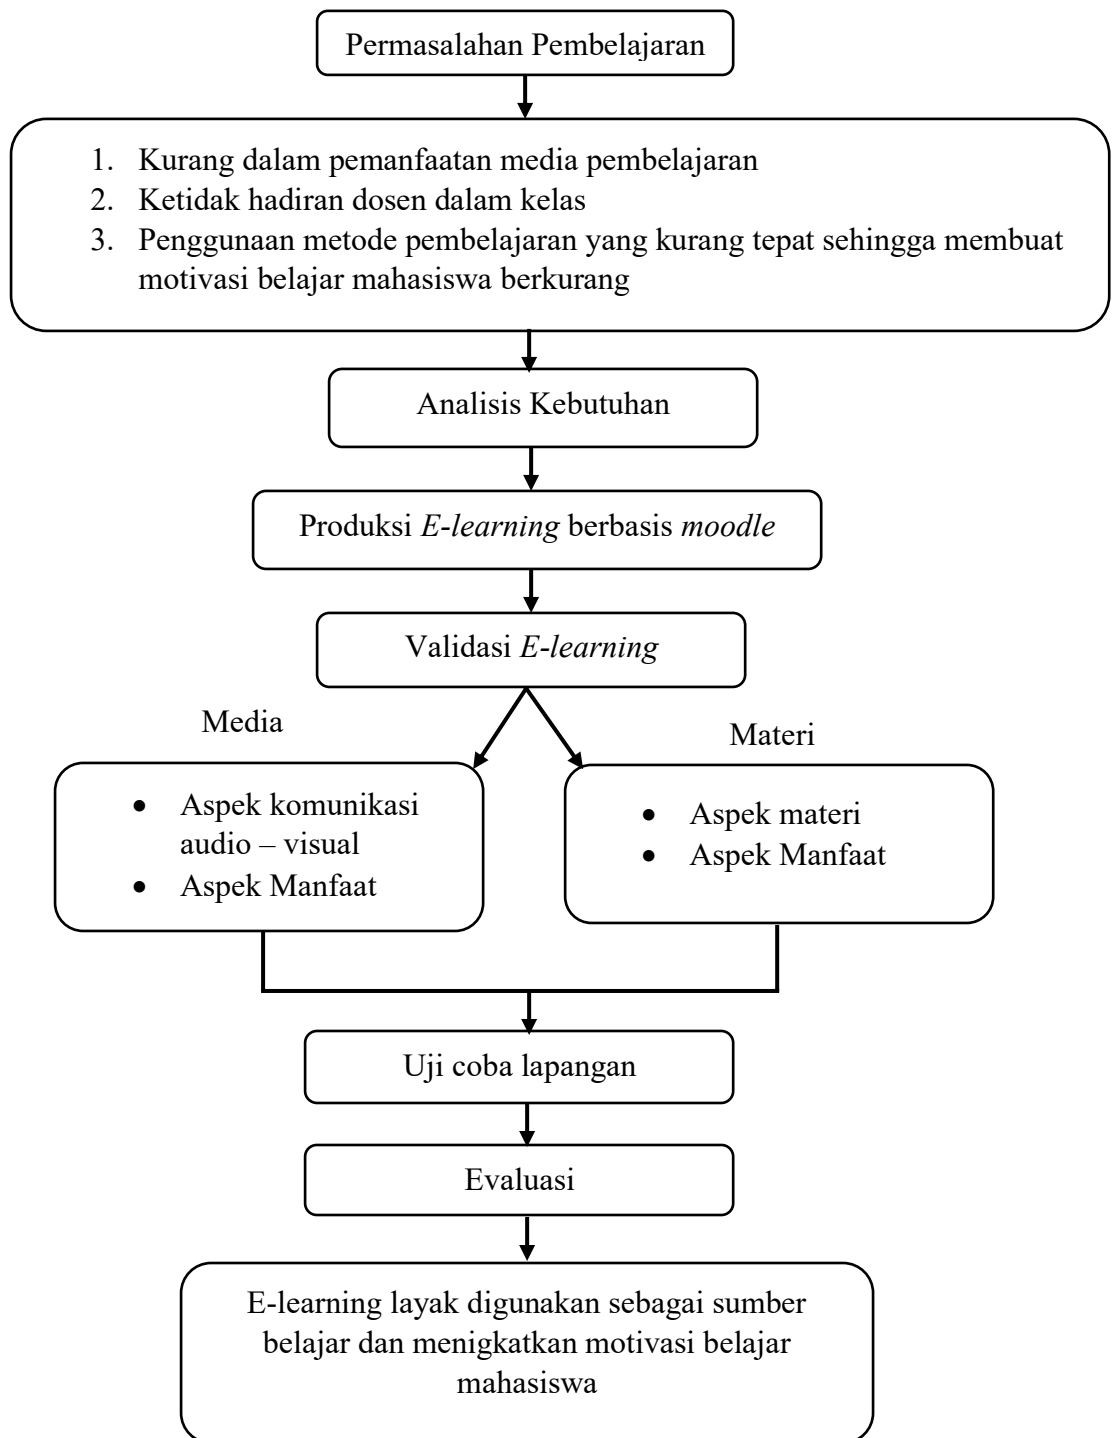 Permasalahan Pembelajaran
1. Kurang dalam pemanfaatan media pembelajaran
2. Ketidak hadiran dosen dalam kelas
3. Penggunaan metode pembelajaran yang kurang tepat sehingga membuat
motivasi belajar mahasiswa berkurang
Analisis Kebutuhan
Produksi E-learning berbasis moodle
Validasi E-learning
Media
• Aspek komunikasi
audio – visual
• Aspek Manfaat
Materi
• Aspek materi
• Aspek Manfaat
Uji coba lapangan
Evaluasi
E-learning layak digunakan sebagai sumber
belajar dan menigkatkan motivasi belajar
mahasiswa